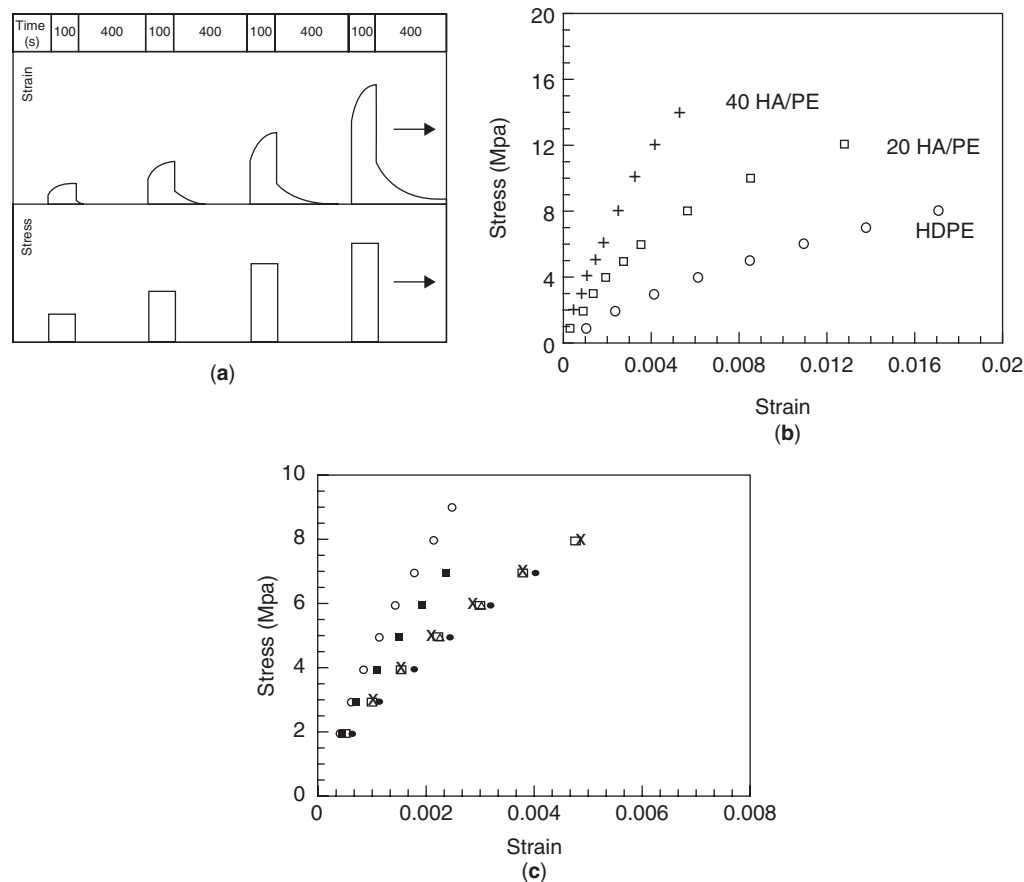 Time (s) 100 400 100 400 100 400 100 400
Strain
Stress
(a)
20
16
12
8
4
0
Stress (Mpa)
40 HA/PE
20 HA/PE
HDPE
0 0.004 0.008 0.012 0.016 0.02
Strain
(b)
10
8
6
4
2
0
Stress (Mpa)
0 0.002 0.004 0.006 0.008
Strain
(c)